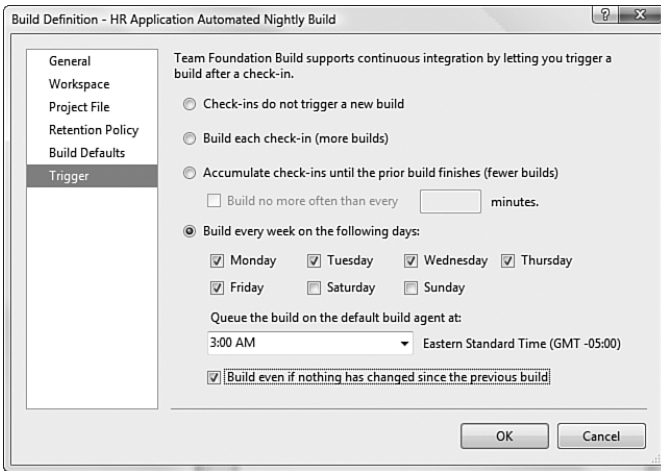 Build Definition - HR Application Automated Nightly Build
General
Workspace
Project File
Retention Policy
Build Defaults
Trigger
Team Foundation Build supports continuous integration by letting you trigger a
build after a check-in.
Check-ins do not trigger a new build
Build each check-in (more builds)
Accumulate check-ins until the prior build finishes (fewer builds)
Build no more often than every minutes.
Build every week on the following days:
Monday Tuesday Wednesday Thursday
Friday Saturday Sunday
Queue the build on the default build agent at:
3:00 AM Eastern Standard Time (GMT -05:00)
Build even if nothing has changed since the previous build
OK Cancel